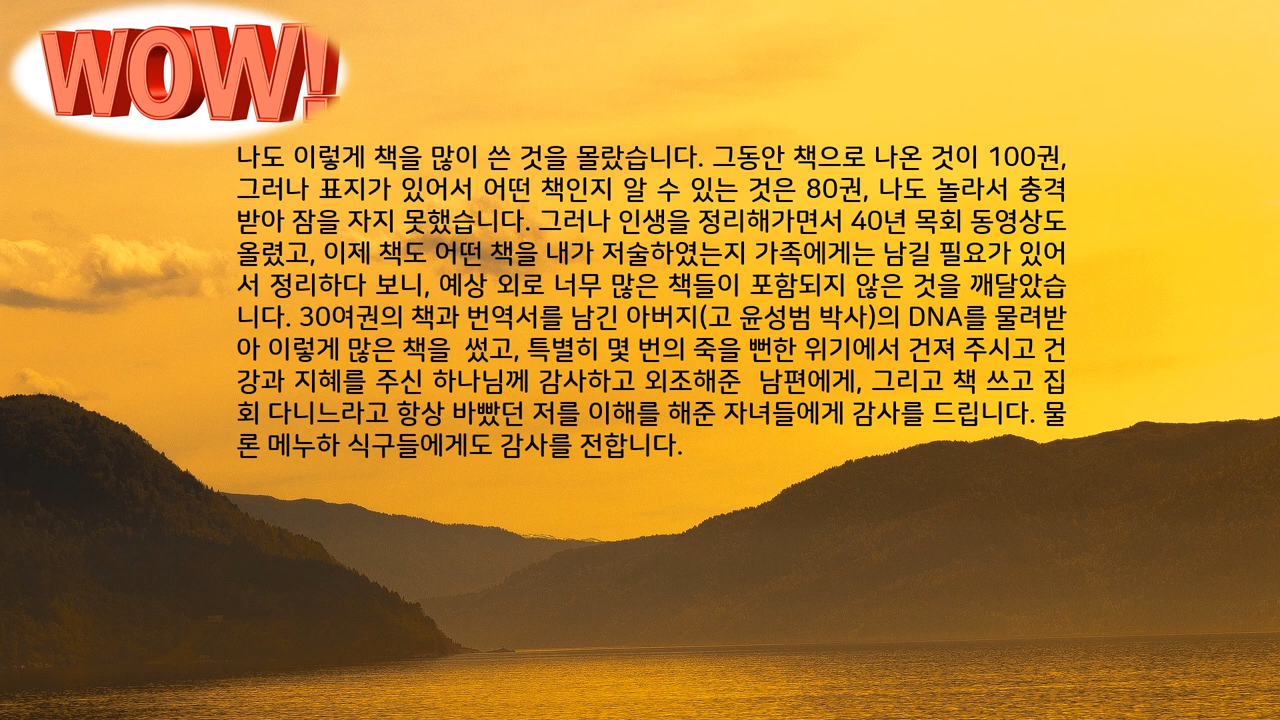 WOW!
나도 이렇게 책을 많이 쓴 것을 몰랐습니다. 그동안 책으로 나온 것이 100권,
그러나 표지가 있어서 어떤 책인지 알 수 있는 것은 80권, 나도 놀라서 충격
받아 잠을 자지 못했습니다. 그러나 인생을 정리해가면서 40년 목회 동영상도
올렸고, 이제 책도 어떤 책을 내가 저술하였는지 가족에게는 남길 필요가 있어
서 정리하다 보니, 예상 외로 너무 많은 책들이 포함되지 않은 것을 깨달았습
니다. 30여권의 책과 번역서를 남긴 아버지(고 윤성범 박사)의 DNA를 물려받
아 이렇게 많은 책을  썼고, 특별히 몇 번의 죽을 뻔한 위기에서 건져 주시고 건
강과 지혜를 주신 하나님께 감사하고 외조해준  남편에게, 그리고 책 쓰고 집
회 다니느라고 항상 바빴던 저를 이해를 해준 자녀들에게 감사를 드립니다. 물
론 메누하 식구들에게도 감사를 전합니다.